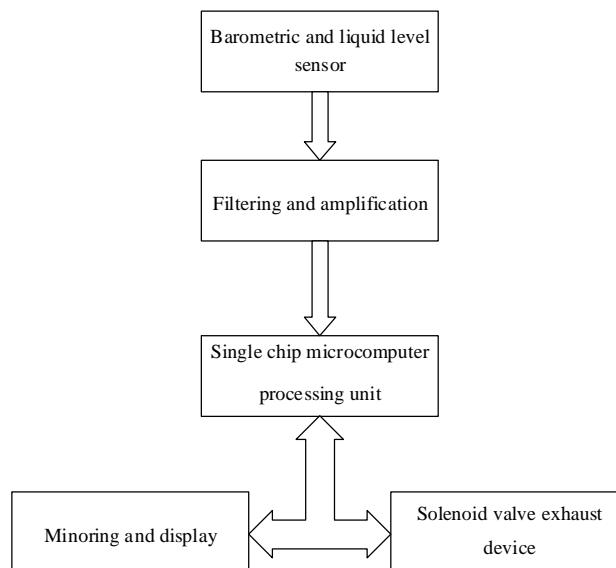 Barometric and liquid level
sensor
Filtering and amplification
Single chip microcomputer
processing unit
Minoring and display
Solenoid valve exhaust
device